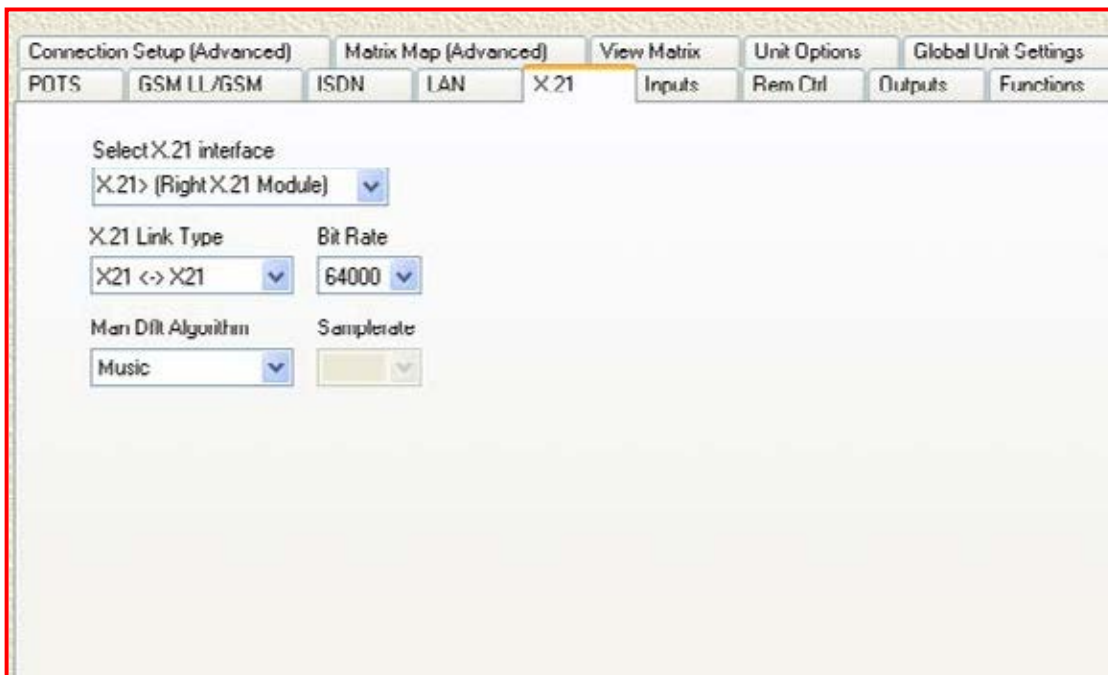 Connection Setup (Advanced) Matrix Map (Advanced) View Matrix Unit Options Global Unit Settings
POTS GSM LL/GSM ISDN LAN X.21 Inputs Rem Ctrl Outputs Functions
Select X.21 interface
X.21> (Right X.21 Module)
X.21 Link Type Bit Rate
X21 <-> X21 64000
Man Dflt Algorithm Samplerate
Music